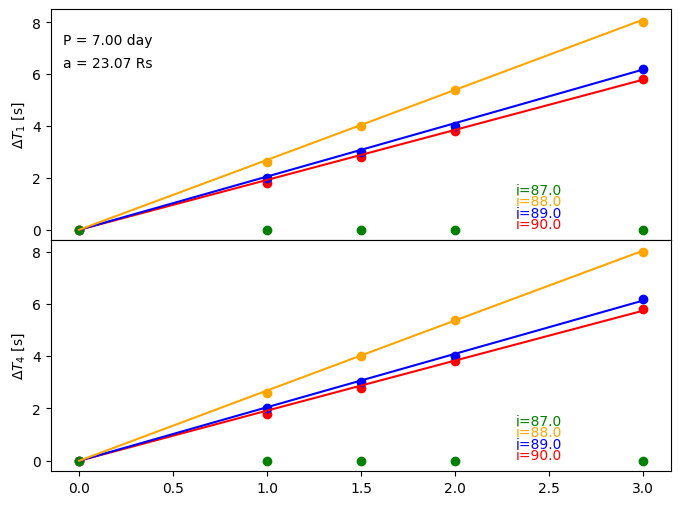 8
P = 7.00 day
a = 23.07 Rs
6
ΔT₁ [s]
4
2
0
i=87.0
i=88.0
i=89.0
i=90.0
8
6
ΔT₄ [s]
4
2
0
i=87.0
i=88.0
i=89.0
i=90.0
0.0 0.5 1.0 1.5 2.0 2.5 3.0